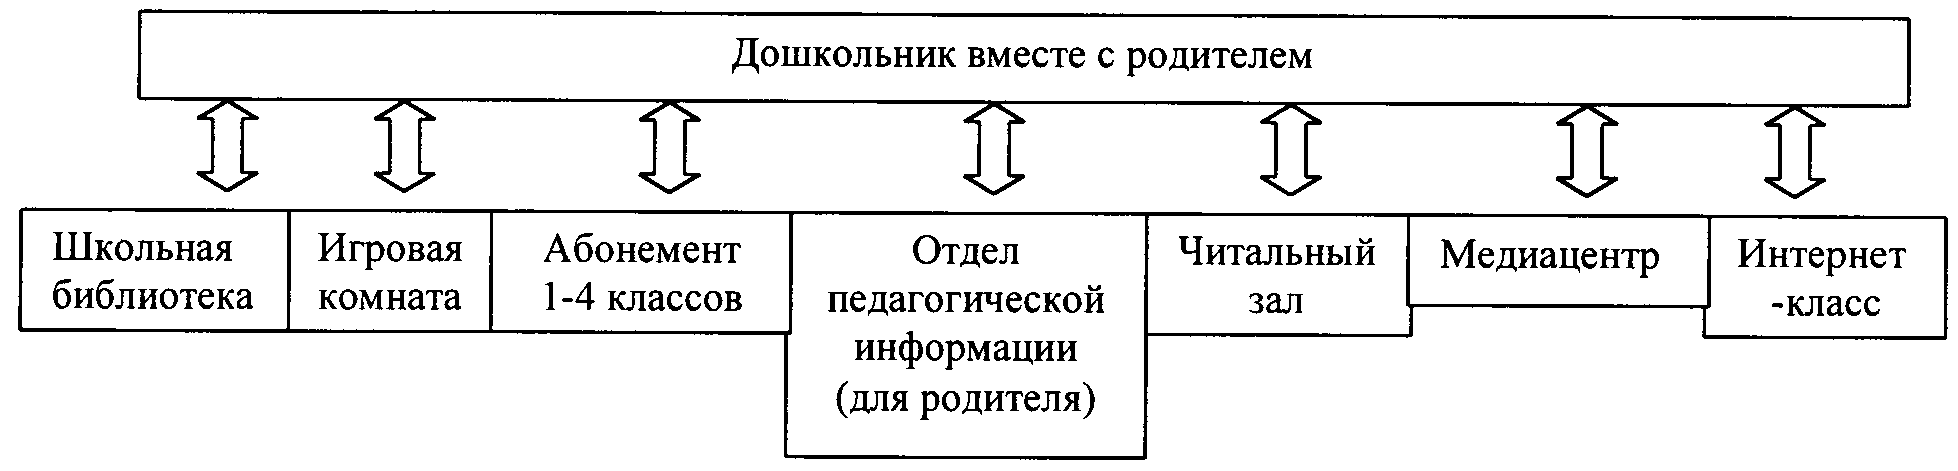 Дошкольник вместе с родителем
Школьная
библиотека
Игровая
комната
Абонемент
1-4 классов
Отдел
педагогической
информации
(для родителя)
Читальный
зал
Медиацентр
Интернет
-класс